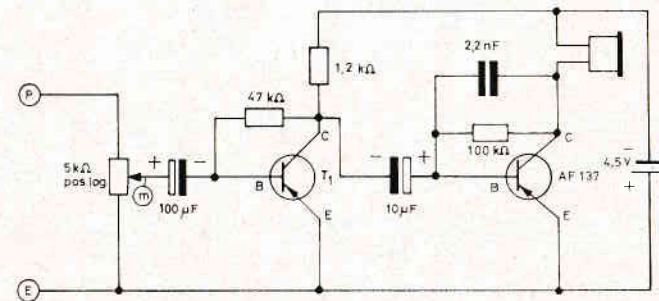 P
5kΩ
pos log
m
+
-
100 µF
47 kΩ
1,2 kΩ
B
C
T1
E
-
+
10µF
2,2 nF
100 kΩ
B
C
AF 137
E
-
4,5 V
+
E